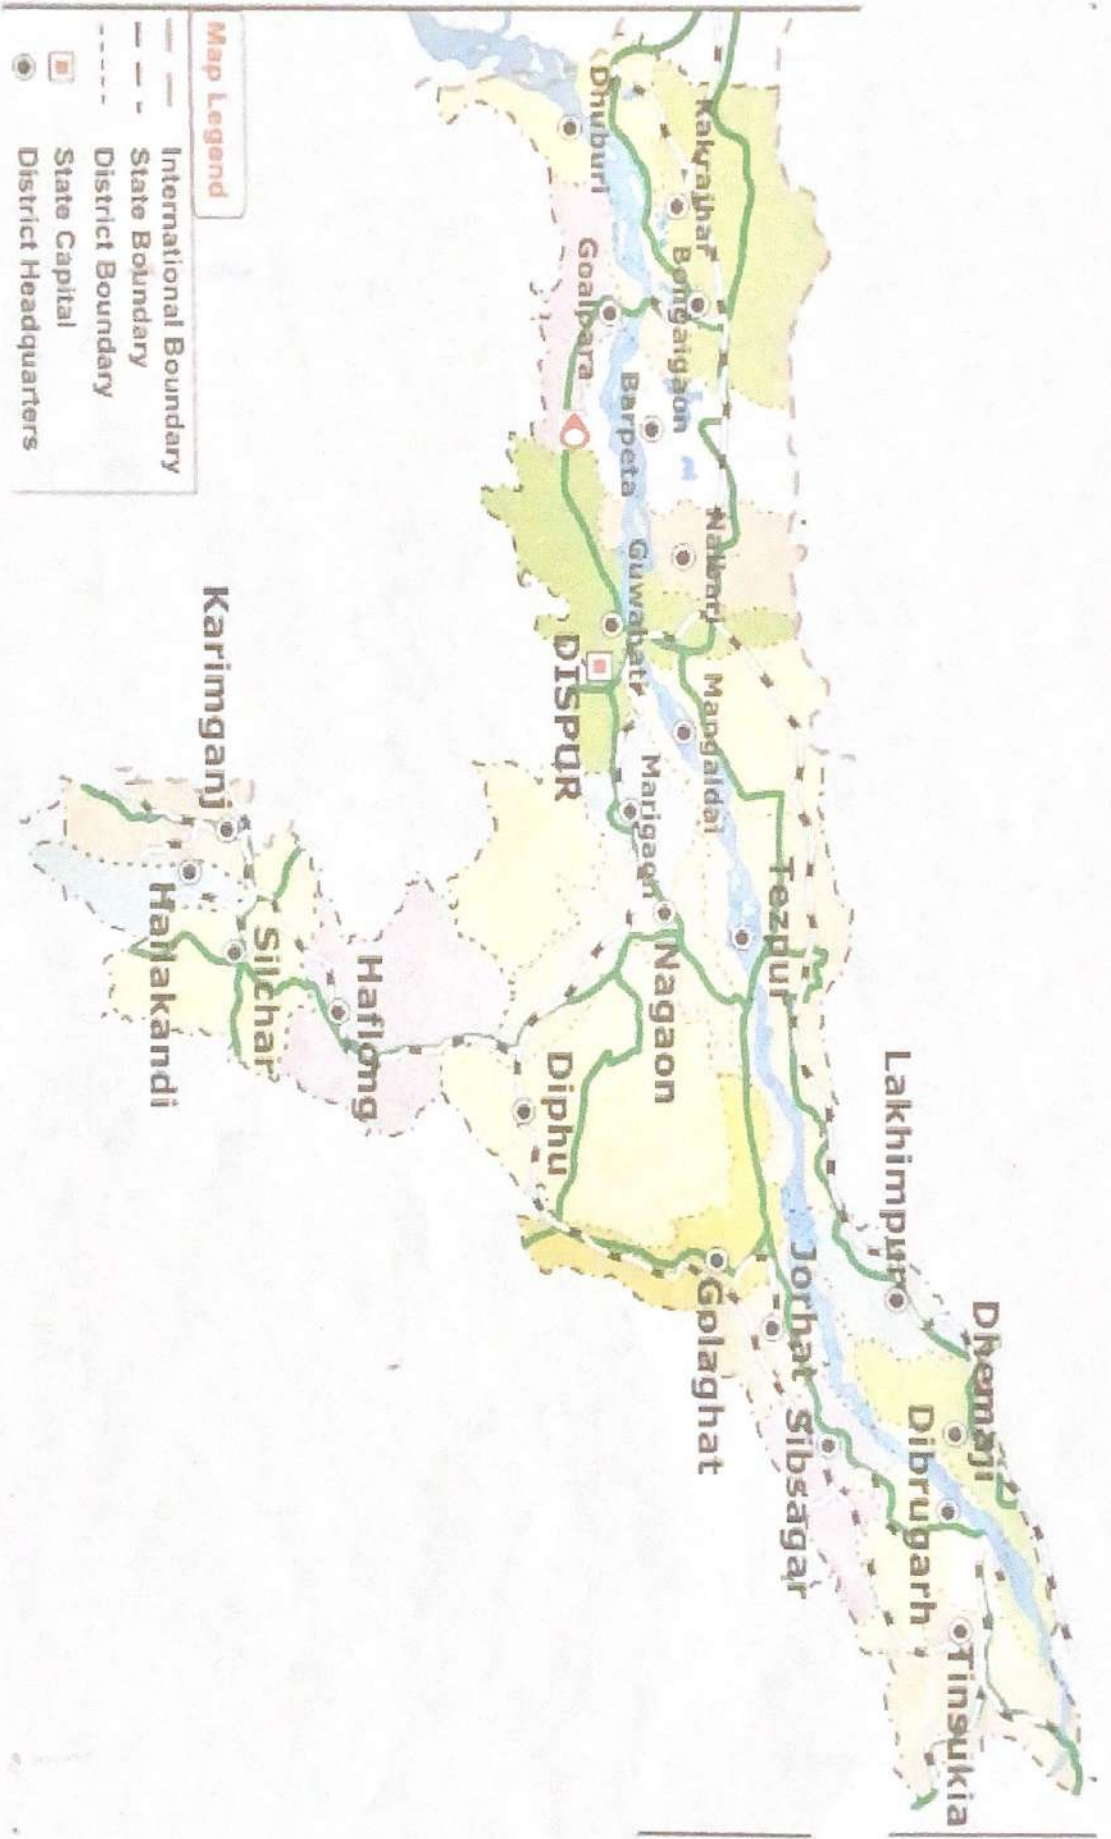 Kakrajhar
Dhuburi
Bongaigaon
Goalpara
Barpeta
Nalbari
Guwahati
DISPUR
Mangaldai
Marigaon
Tezpur
Nagaon
Lakhimpur
Dhemaji
Dibrugarh
Tinsukia
Jorhat
Sibsagar
Golaghat
Diphu
Haflong
Silchar
Karimganj
Hailakandi
Map Legend
International Boundary
State Boundary
District Boundary
State Capital
District Headquarters